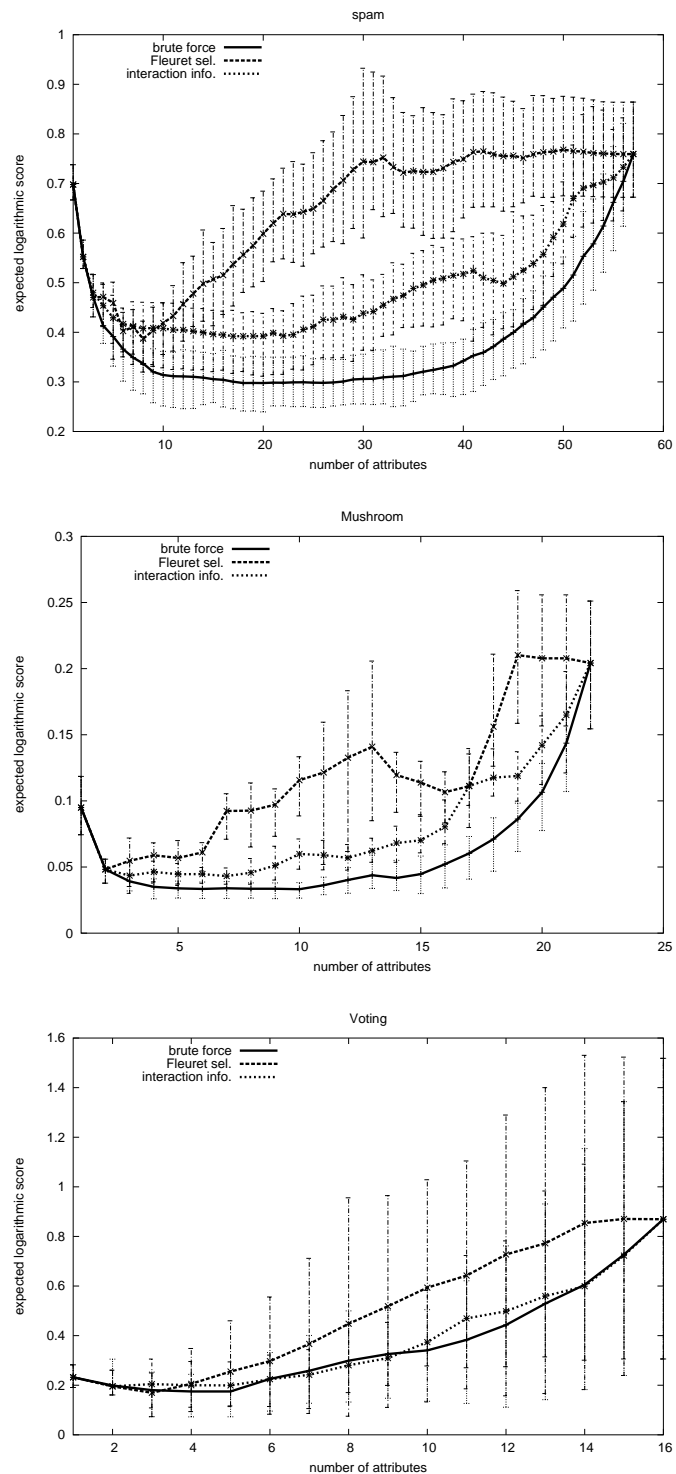 spam
1
0.9
0.8
0.7
0.6
0.5
0.4
0.3
0.2
expected logarithmic score
brute force
Fleuret sel.
interaction info.
10 20 30 40 50 60
number of attributes
Mushroom
0.3
0.25
0.2
0.15
0.1
0.05
0
expected logarithmic score
brute force
Fleuret sel.
interaction info.
5 10 15 20 25
number of attributes
Voting
1.6
1.4
1.2
1
0.8
0.6
0.4
0.2
0
expected logarithmic score
brute force
Fleuret sel.
interaction info.
2 4 6 8 10 12 14 16
number of attributes